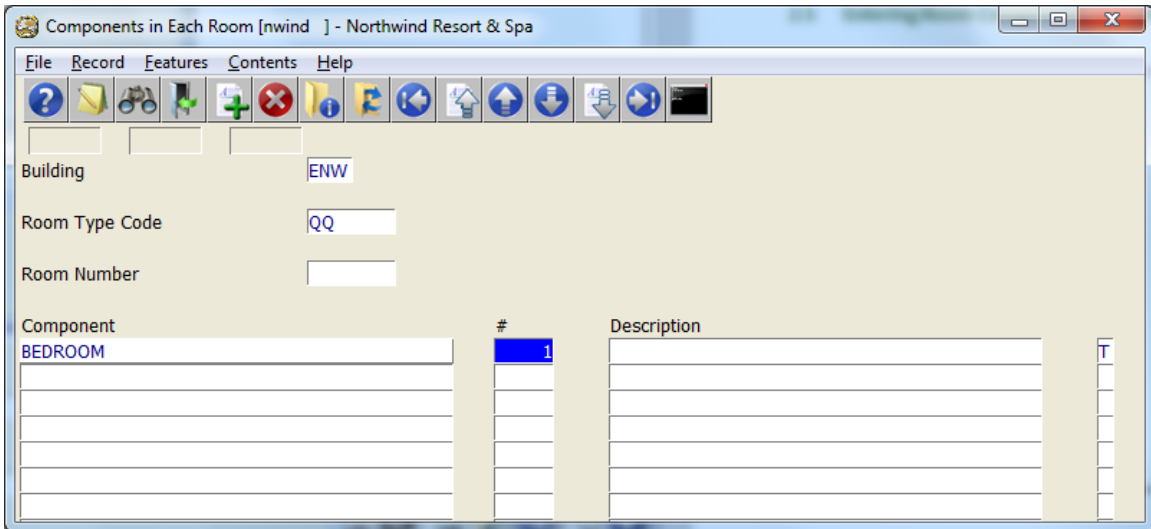 Components in Each Room [nwind   ] - Northwind Resort & Spa
File Record Features Contents Help
Building ENW
Room Type Code QQ
Room Number
Component # Description
BEDROOM 1 T